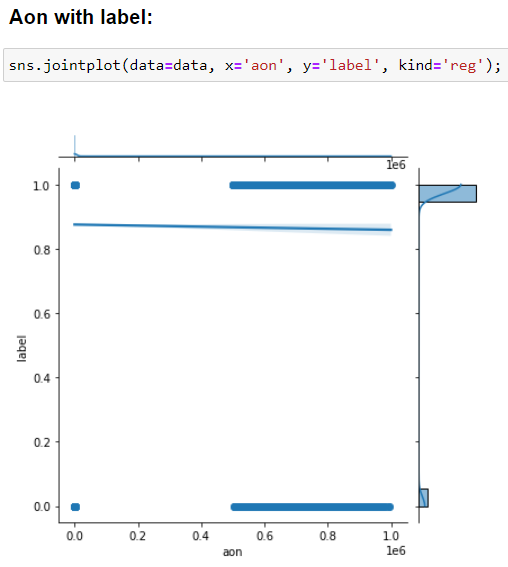 Aon with label:
sns.jointplot(data=data, x='aon', y='label', kind='reg');
1e6
1.0
0.8
0.6
label
0.4
0.2
0.0
0.0 0.2 0.4 0.6 0.8 1.0
aon
1e6